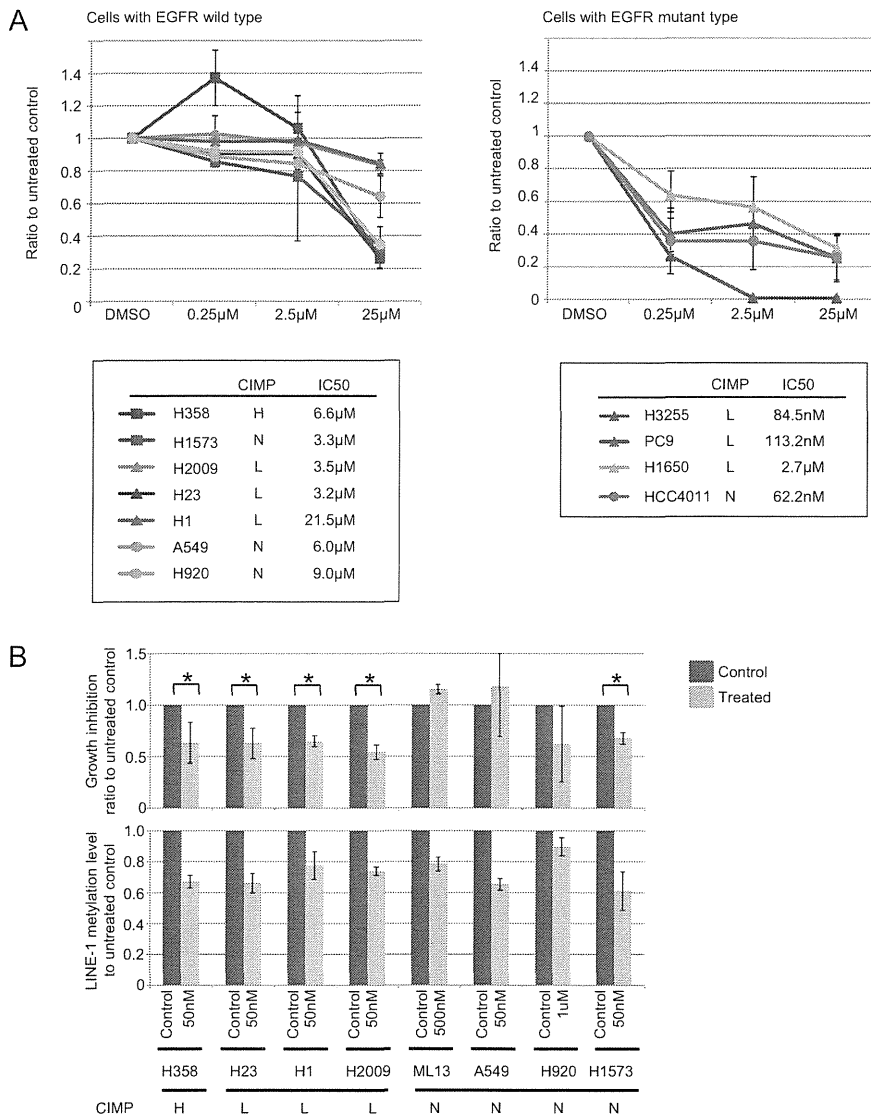 A
Cells with EGFR wild type
Ratio to untreated control
1.4
1.2
1
0.8
0.6
0.4
0.2
0
DMSO 0.25μM 2.5μM 25μM
CIMP IC50
H358 H 6.6μM
H1573 N 3.3μM
H2009 L 3.5μM
H23 L 3.2μM
H1 L 21.5μM
A549 N 6.0μM
H920 N 9.0μM
Cells with EGFR mutant type
Ratio to untreated control
1.4
1.2
1
0.8
0.6
0.4
0.2
0
DMSO 0.25μM 2.5μM 25μM
CIMP IC50
H3255 L 84.5nM
PC9 L 113.2nM
H1650 L 2.7μM
HCC4011 N 62.2nM
B
Growth inhibition
ratio to untreated control
1.5
1.0
0.5
0
* * * * *
Control
Treated
LINE-1 metylation level
to untreated control
1.0
0.8
0.6
0.4
0.2
0
Control 50nM Control 50nM Control 50nM Control 50nM Control 500nM Control 50nM Control 1uM Control 50nM
H358 H23 H1 H2009 ML13 A549 H920 H1573
CIMP H L L L N N N N